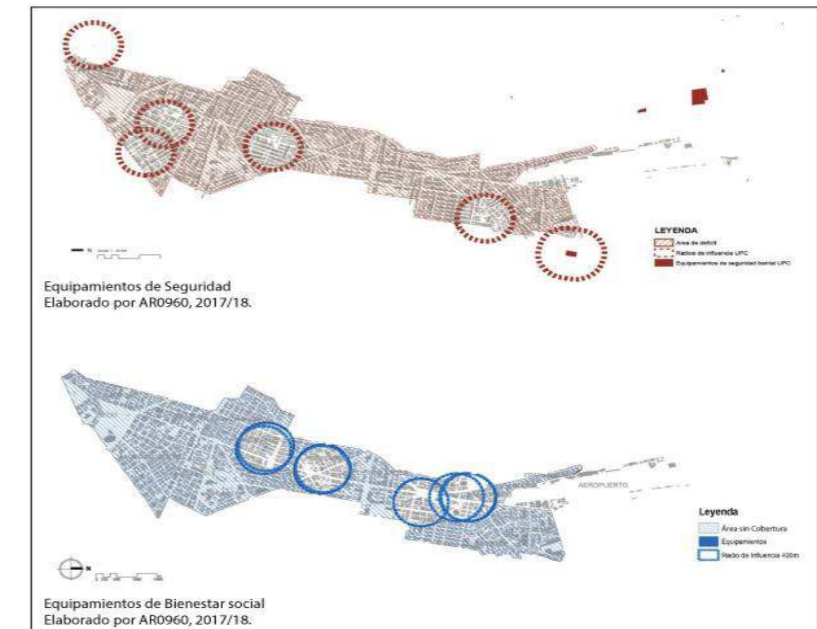 LEYENDA
Area de deficit
Radios de influencia UPC
Equipamientos de seguridad barrial UPC
N
Equipamientos de Seguridad
Elaborado por AR0960, 2017/18.
AEROPUERTO
Leyenda
Área sin Cobertura
Equipamientos
Radio de Influencia 400m
N
Equipamientos de Bienestar social
Elaborado por AR0960, 2017/18.